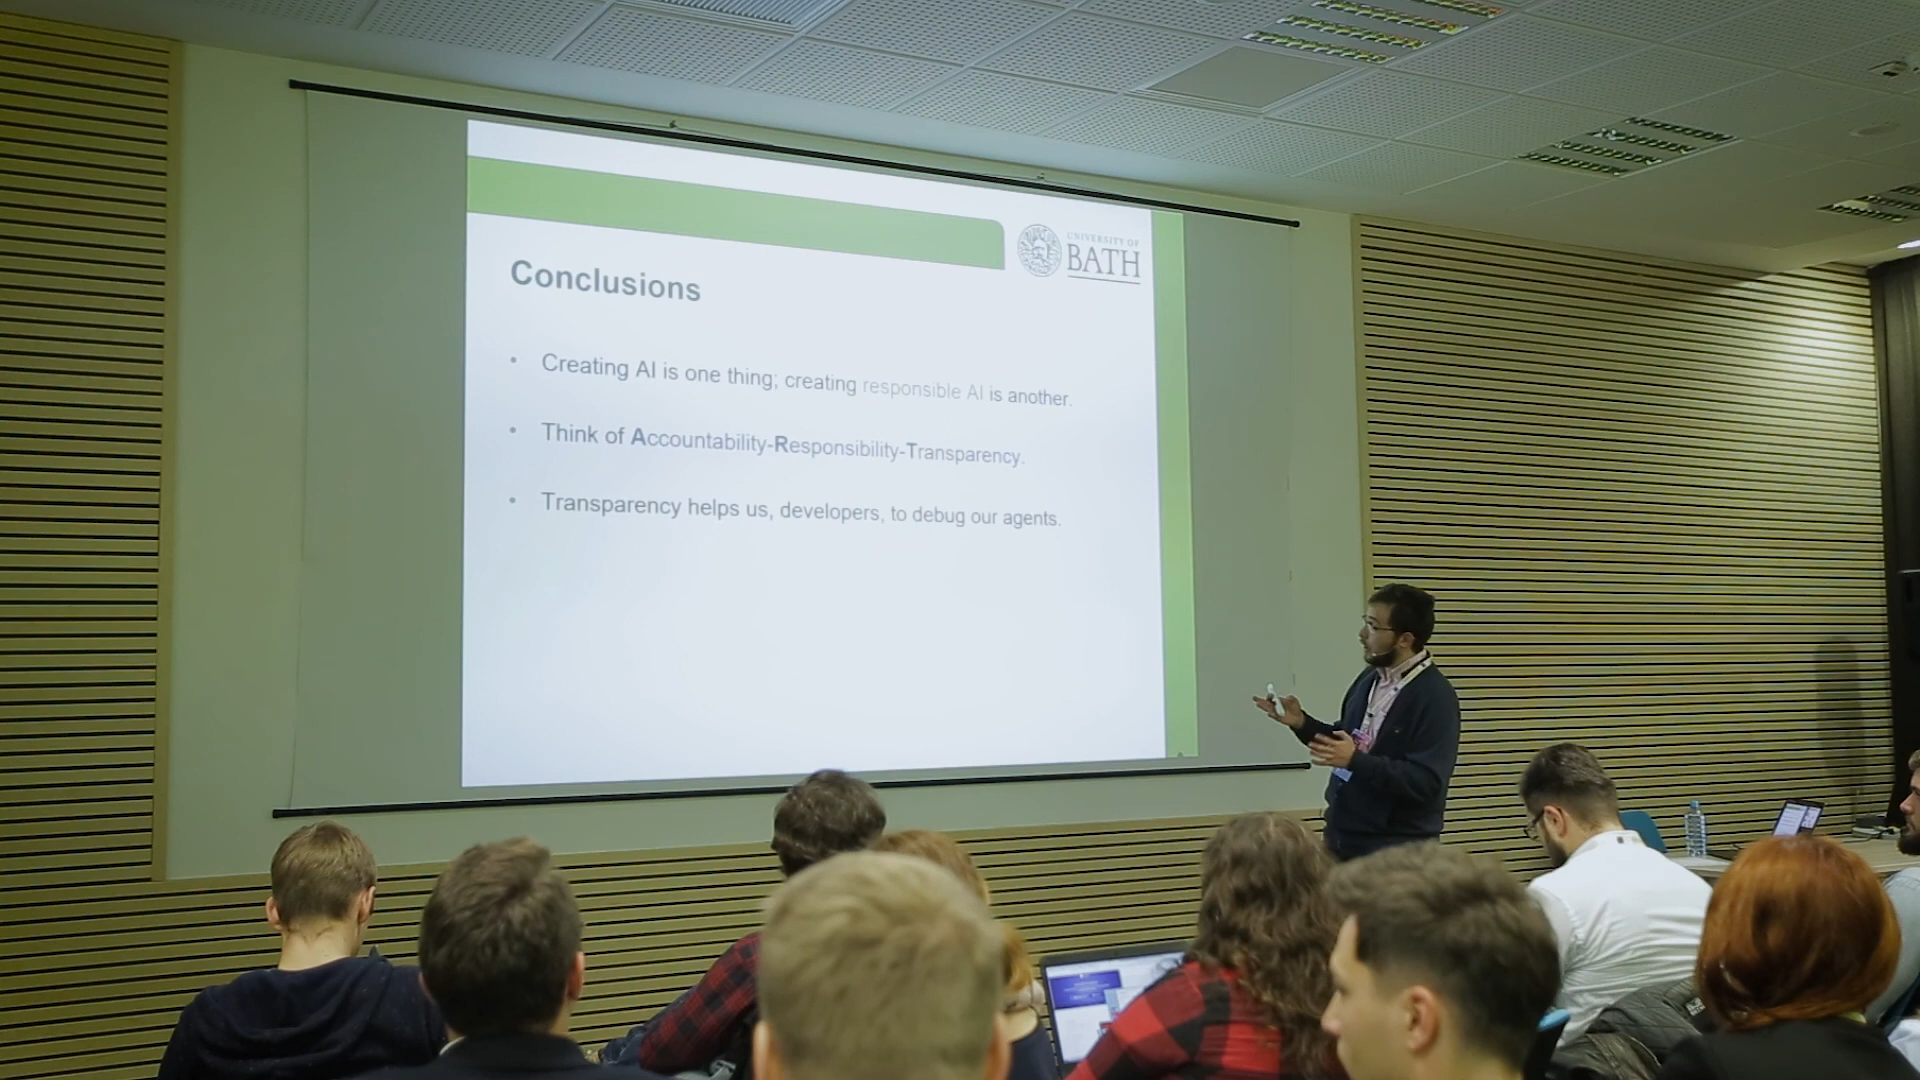 UNIVERSITY OF
BATH
Conclusions
• Creating AI is one thing; creating responsible AI is another.
• Think of Accountability-Responsibility-Transparency.
• Transparency helps us, developers, to debug our agents.